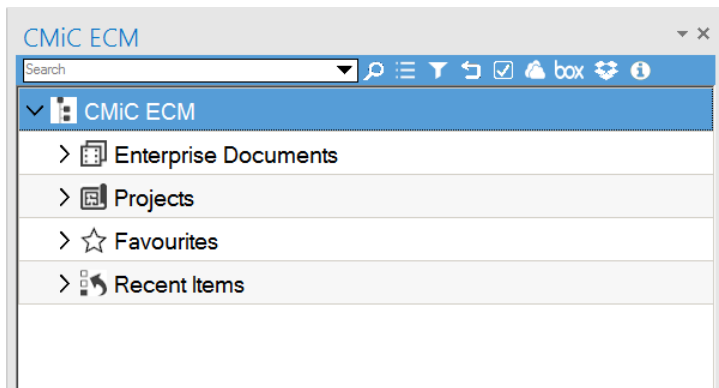 CMiC ECM
Search box
CMiC ECM
Enterprise Documents
Projects
Favourites
Recent Items